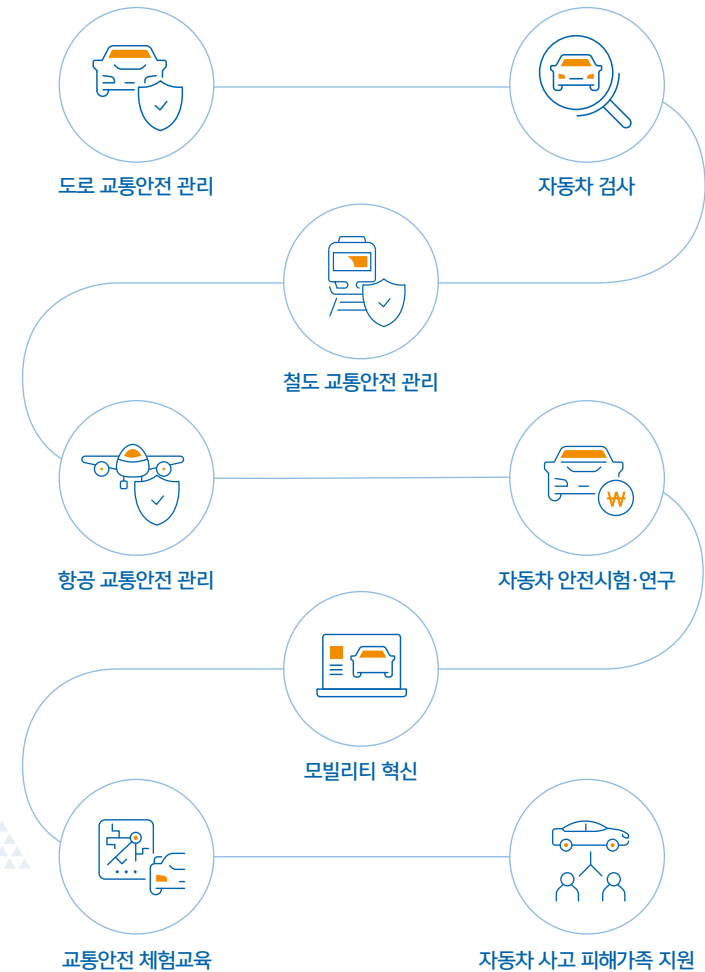 도로 교통안전 관리
자동차 검사
철도 교통안전 관리
항공 교통안전 관리
₩
자동차 안전시험·연구
모빌리티 혁신
교통안전 체험교육
자동차 사고 피해가족 지원